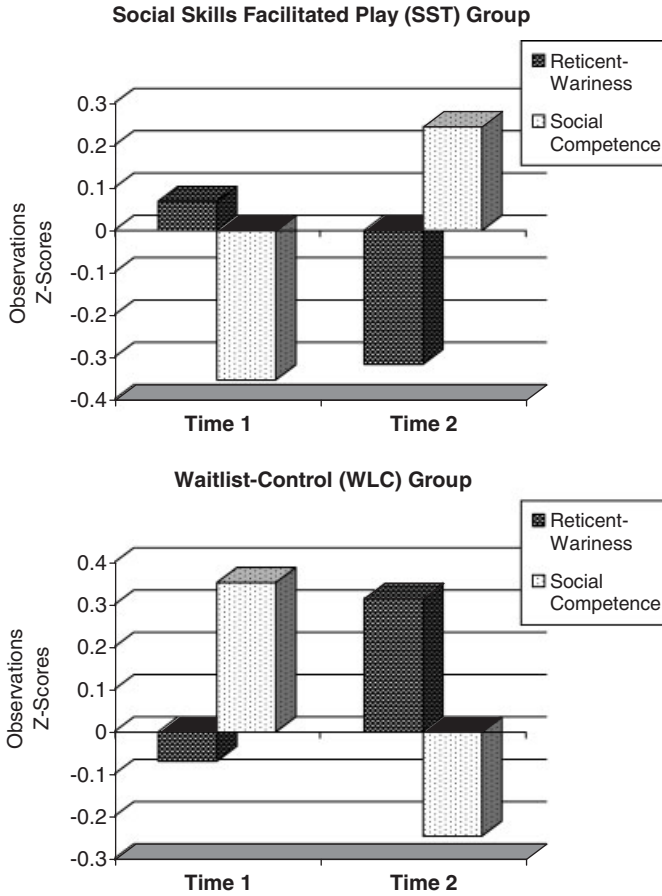 Social Skills Facilitated Play (SST) Group
Reticent-
Wariness
Social
Competence
Observations
Z-Scores
0.3
0.2
0.1
0
-0.1
-0.2
-0.3
-0.4
Time 1
Time 2
Waitlist-Control (WLC) Group
Reticent-
Wariness
Social
Competence
Observations
Z-Scores
0.4
0.3
0.2
0.1
0
-0.1
-0.2
-0.3
Time 1
Time 2